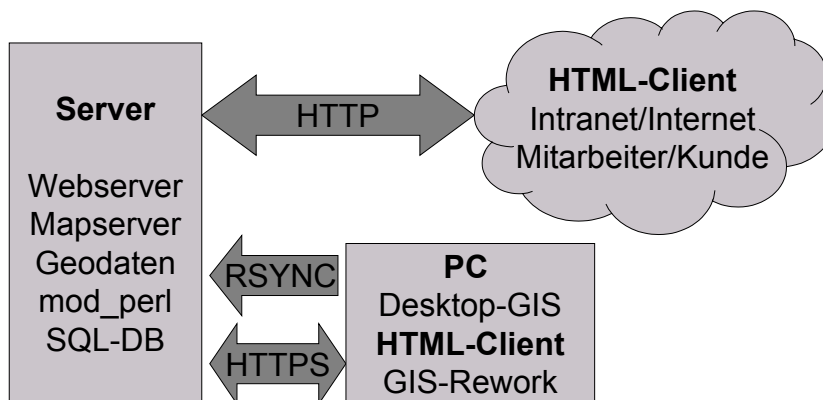 Server
Webserver
Mapserver
Geodaten
mod_perl
SQL-DB
HTTP
HTML-Client
Intranet/Internet
Mitarbeiter/Kunde
RSYNC
HTTPS
PC
Desktop-GIS
HTML-Client
GIS-Rework